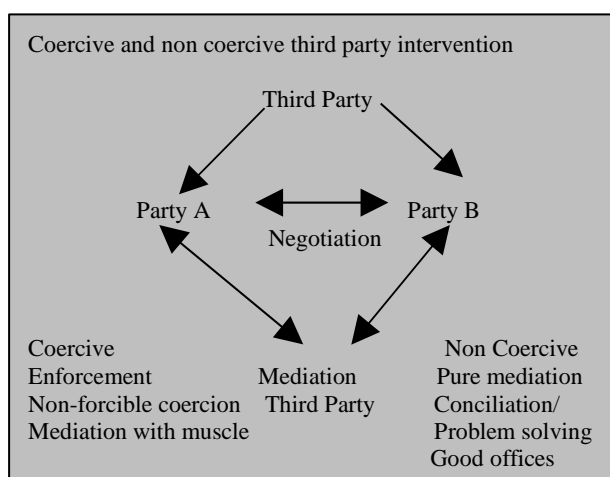 Coercive and non coercive third party intervention
Third Party
Party A
Party B
Negotiation
Coercive
Enforcement
Non-forcible coercion
Mediation with muscle
Mediation
Third Party
Non Coercive
Pure mediation
Conciliation/
Problem solving
Good offices